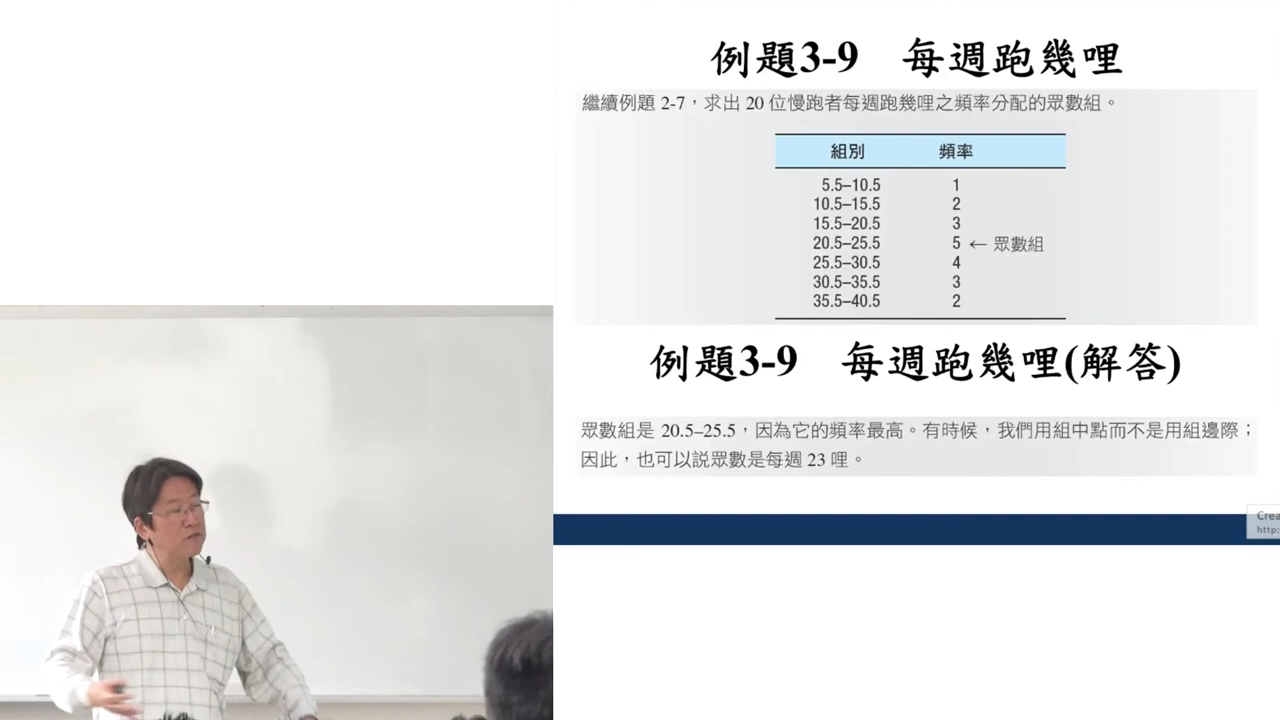 例題3-9 每週跑幾哩
繼續例題 2-7，求出 20 位慢跑者每週跑幾哩之頻率分配的眾數組。
組別 頻率
5.5–10.5 1
10.5–15.5 2
15.5–20.5 3
20.5–25.5 5 ← 眾數組
25.5–30.5 4
30.5–35.5 3
35.5–40.5 2
例題3-9 每週跑幾哩(解答)
眾數組是 20.5–25.5，因為它的頻率最高。有時候，我們用組中點而不是用組邊際；
因此，也可以說眾數是每週 23 哩。
Crea
http: